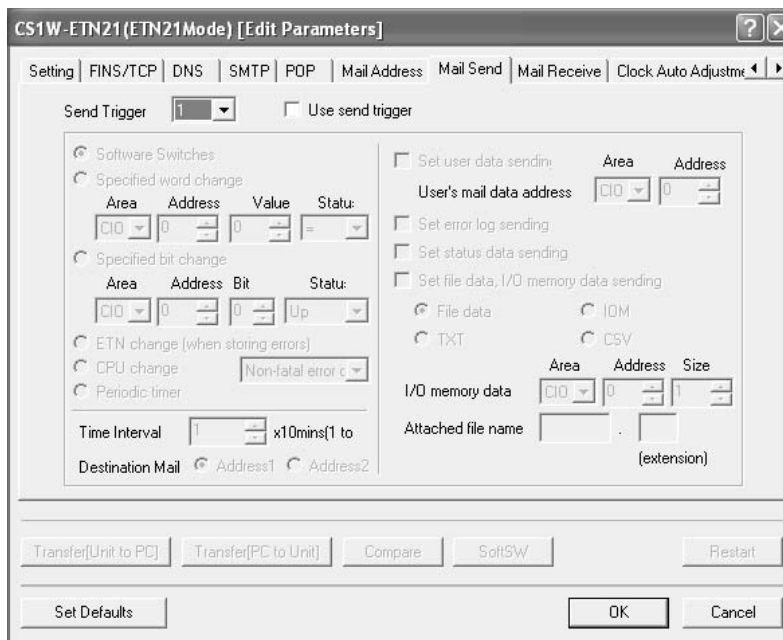 CS1W-ETN21(ETN21Mode) [Edit Parameters]
Setting FINS/TCP DNS SMTP POP Mail Address Mail Send Mail Receive Clock Auto Adjustme
Send Trigger 1 Use send trigger
Software Switches
Specified word change
Area Address Value Statu:
CIO 0 0 =
Specified bit change
Area Address Bit Statu:
CIO 0 0 Up
ETN change (when storing errors)
CPU change Non-fatal error c
Periodic timer
Time Interval 1 x10mins(1 to
Destination Mail Address1 Address2
Set user data sending Area Address
User's mail data address CIO 0
Set error log sending
Set status data sending
Set file data, I/O memory data sending
File data IOM
TXT CSV
Area Address Size
I/O memory data CIO 0 1
Attached file name .
(extension)
Transfer[Unit to PC] Transfer[PC to Unit] Compare SoftSW Restart
Set Defaults OK Cancel